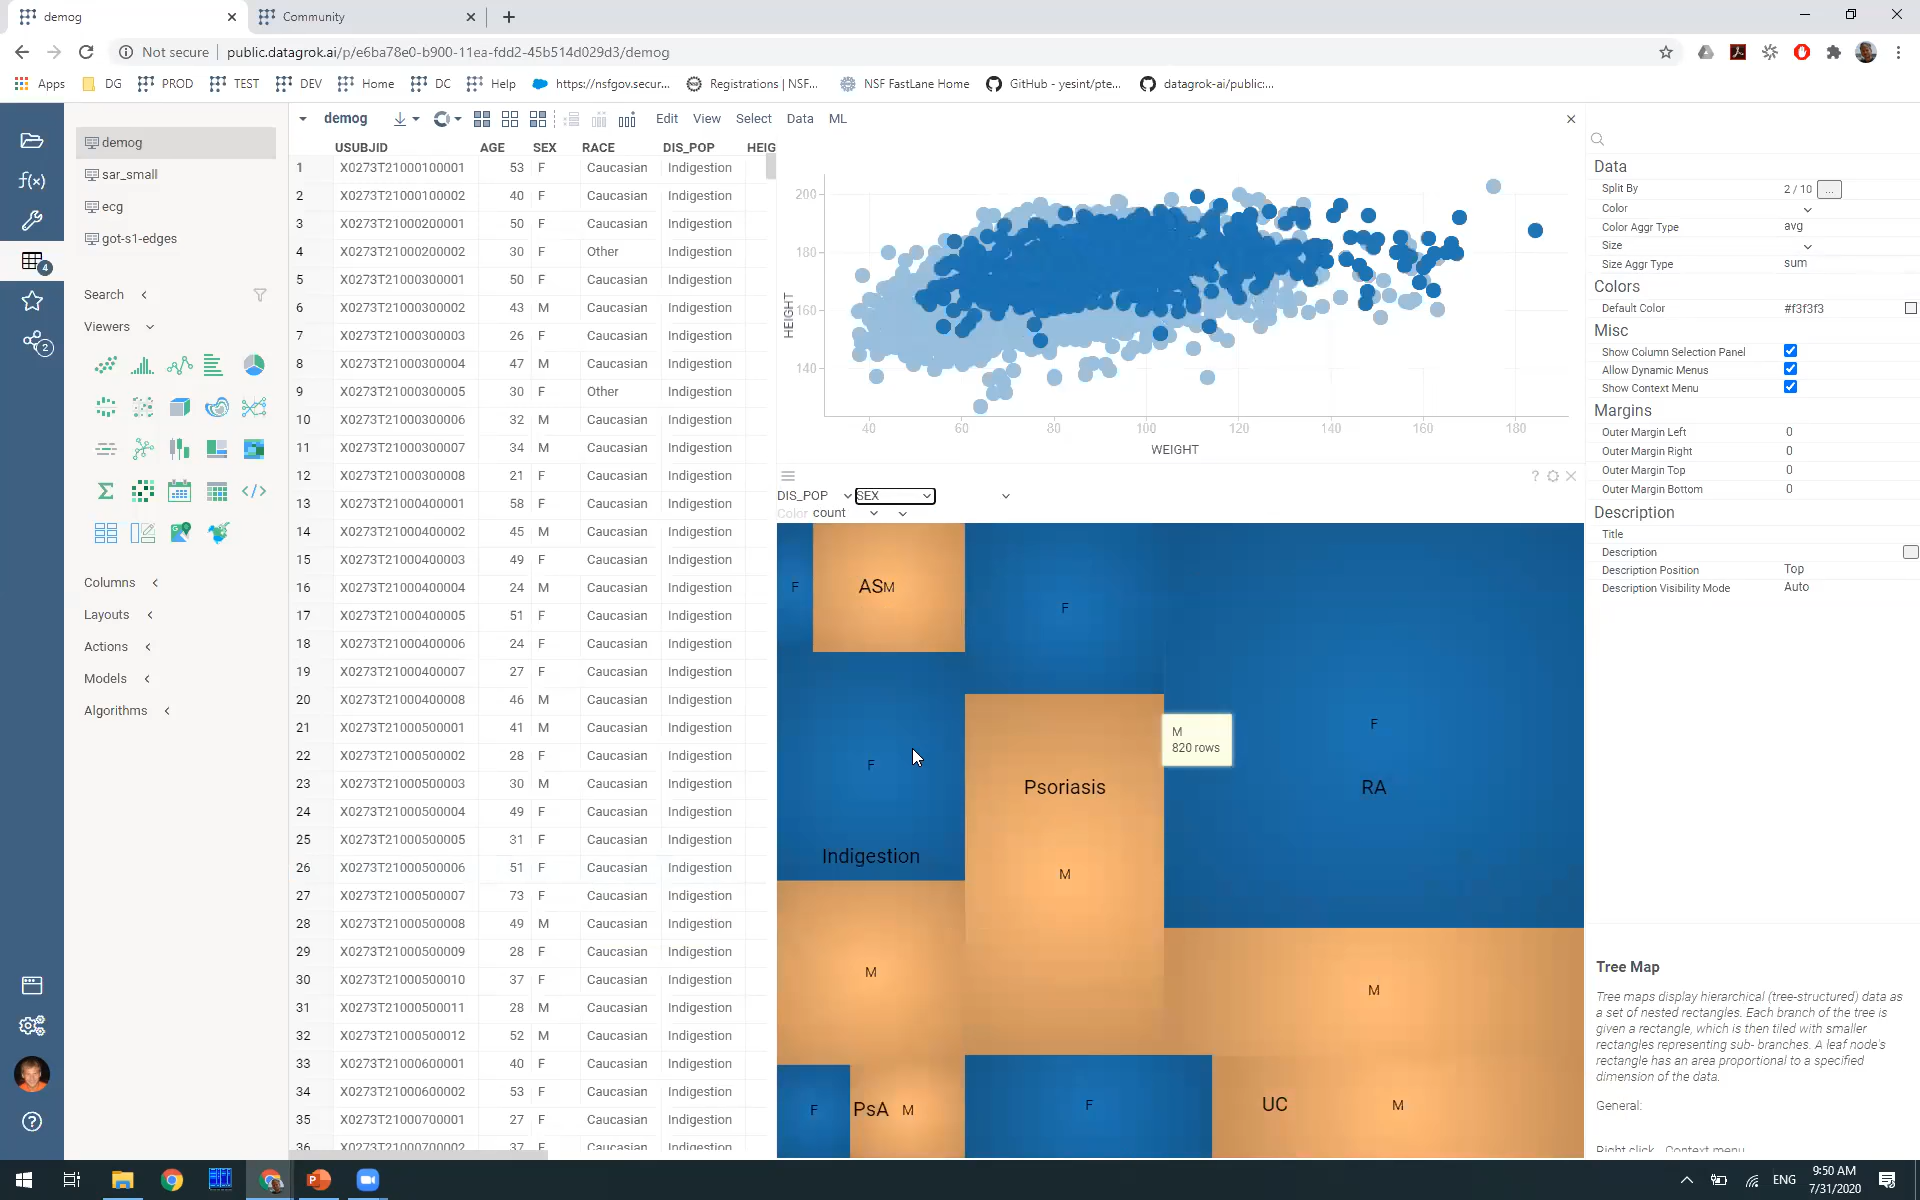 demog
Community
Not secure
public.datagrok.ai/p/e6ba78e0-b900-11ea-fdd2-45b514d029d3/demog
Apps DG PROD TEST DEV Home DC Help https://nsfgov.secur... Registrations | NSF... NSF FastLane Home GitHub - yesint/pte... datagrok-ai/public:...
demog
sar_small
ecg
got-s1-edges
Search
Viewers
Columns
Layouts
Actions
Models
Algorithms
4
2
demog Edit View Select Data ML
USUBJID AGE SEX RACE DIS_POP HEIG
1 X0273T21000100001 53 F Caucasian Indigestion
2 X0273T21000100002 40 F Caucasian Indigestion
3 X0273T21000200001 50 F Caucasian Indigestion
4 X0273T21000200002 30 F Other Indigestion
5 X0273T21000300001 50 F Caucasian Indigestion
6 X0273T21000300002 43 M Caucasian Indigestion
7 X0273T21000300003 26 F Caucasian Indigestion
8 X0273T21000300004 47 M Caucasian Indigestion
9 X0273T21000300005 30 F Other Indigestion
10 X0273T21000300006 32 M Caucasian Indigestion
11 X0273T21000300007 34 M Caucasian Indigestion
12 X0273T21000300008 21 F Caucasian Indigestion
13 X0273T21000400001 58 F Caucasian Indigestion
14 X0273T21000400002 45 M Caucasian Indigestion
15 X0273T21000400003 49 F Caucasian Indigestion
16 X0273T21000400004 24 M Caucasian Indigestion
17 X0273T21000400005 51 F Caucasian Indigestion
18 X0273T21000400006 24 F Caucasian Indigestion
19 X0273T21000400007 27 F Caucasian Indigestion
20 X0273T21000400008 46 M Caucasian Indigestion
21 X0273T21000500001 41 M Caucasian Indigestion
22 X0273T21000500002 28 F Caucasian Indigestion
23 X0273T21000500003 30 M Caucasian Indigestion
24 X0273T21000500004 49 F Caucasian Indigestion
25 X0273T21000500005 31 F Caucasian Indigestion
26 X0273T21000500006 51 F Caucasian Indigestion
27 X0273T21000500007 73 F Caucasian Indigestion
28 X0273T21000500008 49 M Caucasian Indigestion
29 X0273T21000500009 28 F Caucasian Indigestion
30 X0273T21000500010 37 F Caucasian Indigestion
31 X0273T21000500011 28 M Caucasian Indigestion
32 X0273T21000500012 52 M Caucasian Indigestion
33 X0273T21000600001 40 F Caucasian Indigestion
34 X0273T21000600002 53 F Caucasian Indigestion
35 X0273T21000700001 27 F Caucasian Indigestion
36 X0273T21000700002 37 F Caucasian Indigestion
200
180
160
140
HEIGHT
40 60 80 100 120 140 160 180
WEIGHT
?
DIS_POP SEX
Color count
F ASM F
F
RA
M
820 rows
F
Psoriasis
Indigestion
M
M
M
F PsA M
F
UC M
Data
Split By 2 / 10 ...
Color
Color Aggr Type avg
Size
Size Aggr Type sum
Colors
Default Color #f3f3f3
Misc
Show Column Selection Panel
Allow Dynamic Menus
Show Context Menu
Margins
Outer Margin Left 0
Outer Margin Right 0
Outer Margin Top 0
Outer Margin Bottom 0
Description
Title
Description
Description Position Top
Description Visibility Mode Auto
Tree Map
Tree maps display hierarchical (tree-structured) data as
a set of nested rectangles. Each branch of the tree is
given a rectangle, which is then tiled with smaller
rectangles representing sub- branches. A leaf node's
rectangle has an area proportional to a specified
dimension of the data.
General:
Right click Context menu
ENG
9:50 AM
7/31/2020